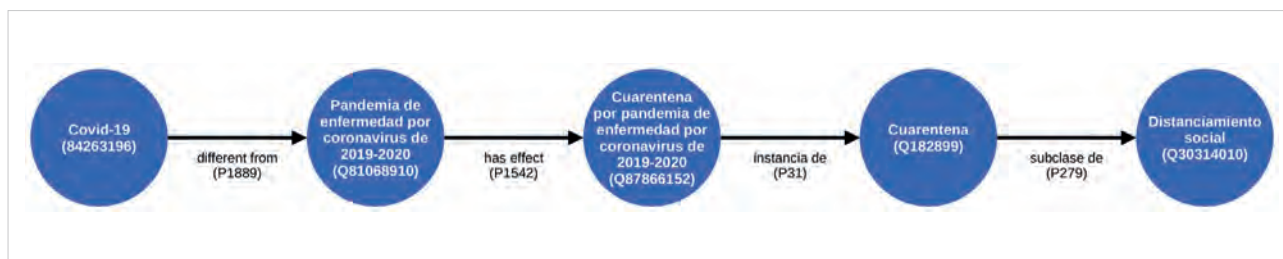 Covid-19
(84263196)
different from
(P1889)
Pandemia de
enfermedad por
coronavirus de
2019-2020
(Q81068910)
has effect
(P1542)
Cuarentena
por pandemia de
enfermedad por
coronavirus de
2019-2020
(Q87866152)
instancia de
(P31)
Cuarentena
(Q182899)
subclase de
(P279)
Distanciamiento
social
(Q30314010)